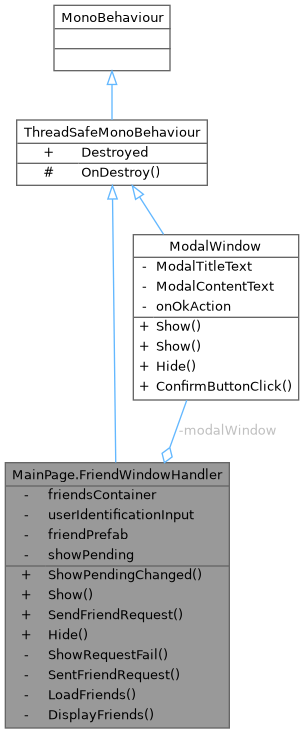 MonoBehaviour
ThreadSafeMonoBehaviour
+ Destroyed
# OnDestroy()
ModalWindow
- ModalTitleText
- ModalContentText
- onOkAction
+ Show()
+ Show()
+ Hide()
+ ConfirmButtonClick()
-modalWindow
MainPage.FriendWindowHandler
- friendsContainer
- userIdentificationInput
- friendPrefab
- showPending
+ ShowPendingChanged()
+ Show()
+ SendFriendRequest()
+ Hide()
- ShowRequestFail()
- SentFriendRequest()
- LoadFriends()
- DisplayFriends()